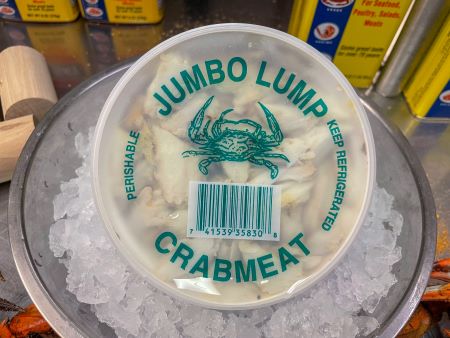 JUMBO LUMP
PERISHABLE
KEEP REFRIGERATED
7 41539 35830 8
CRABMEAT
For Seafood,
Poultry, Salads,
Meats